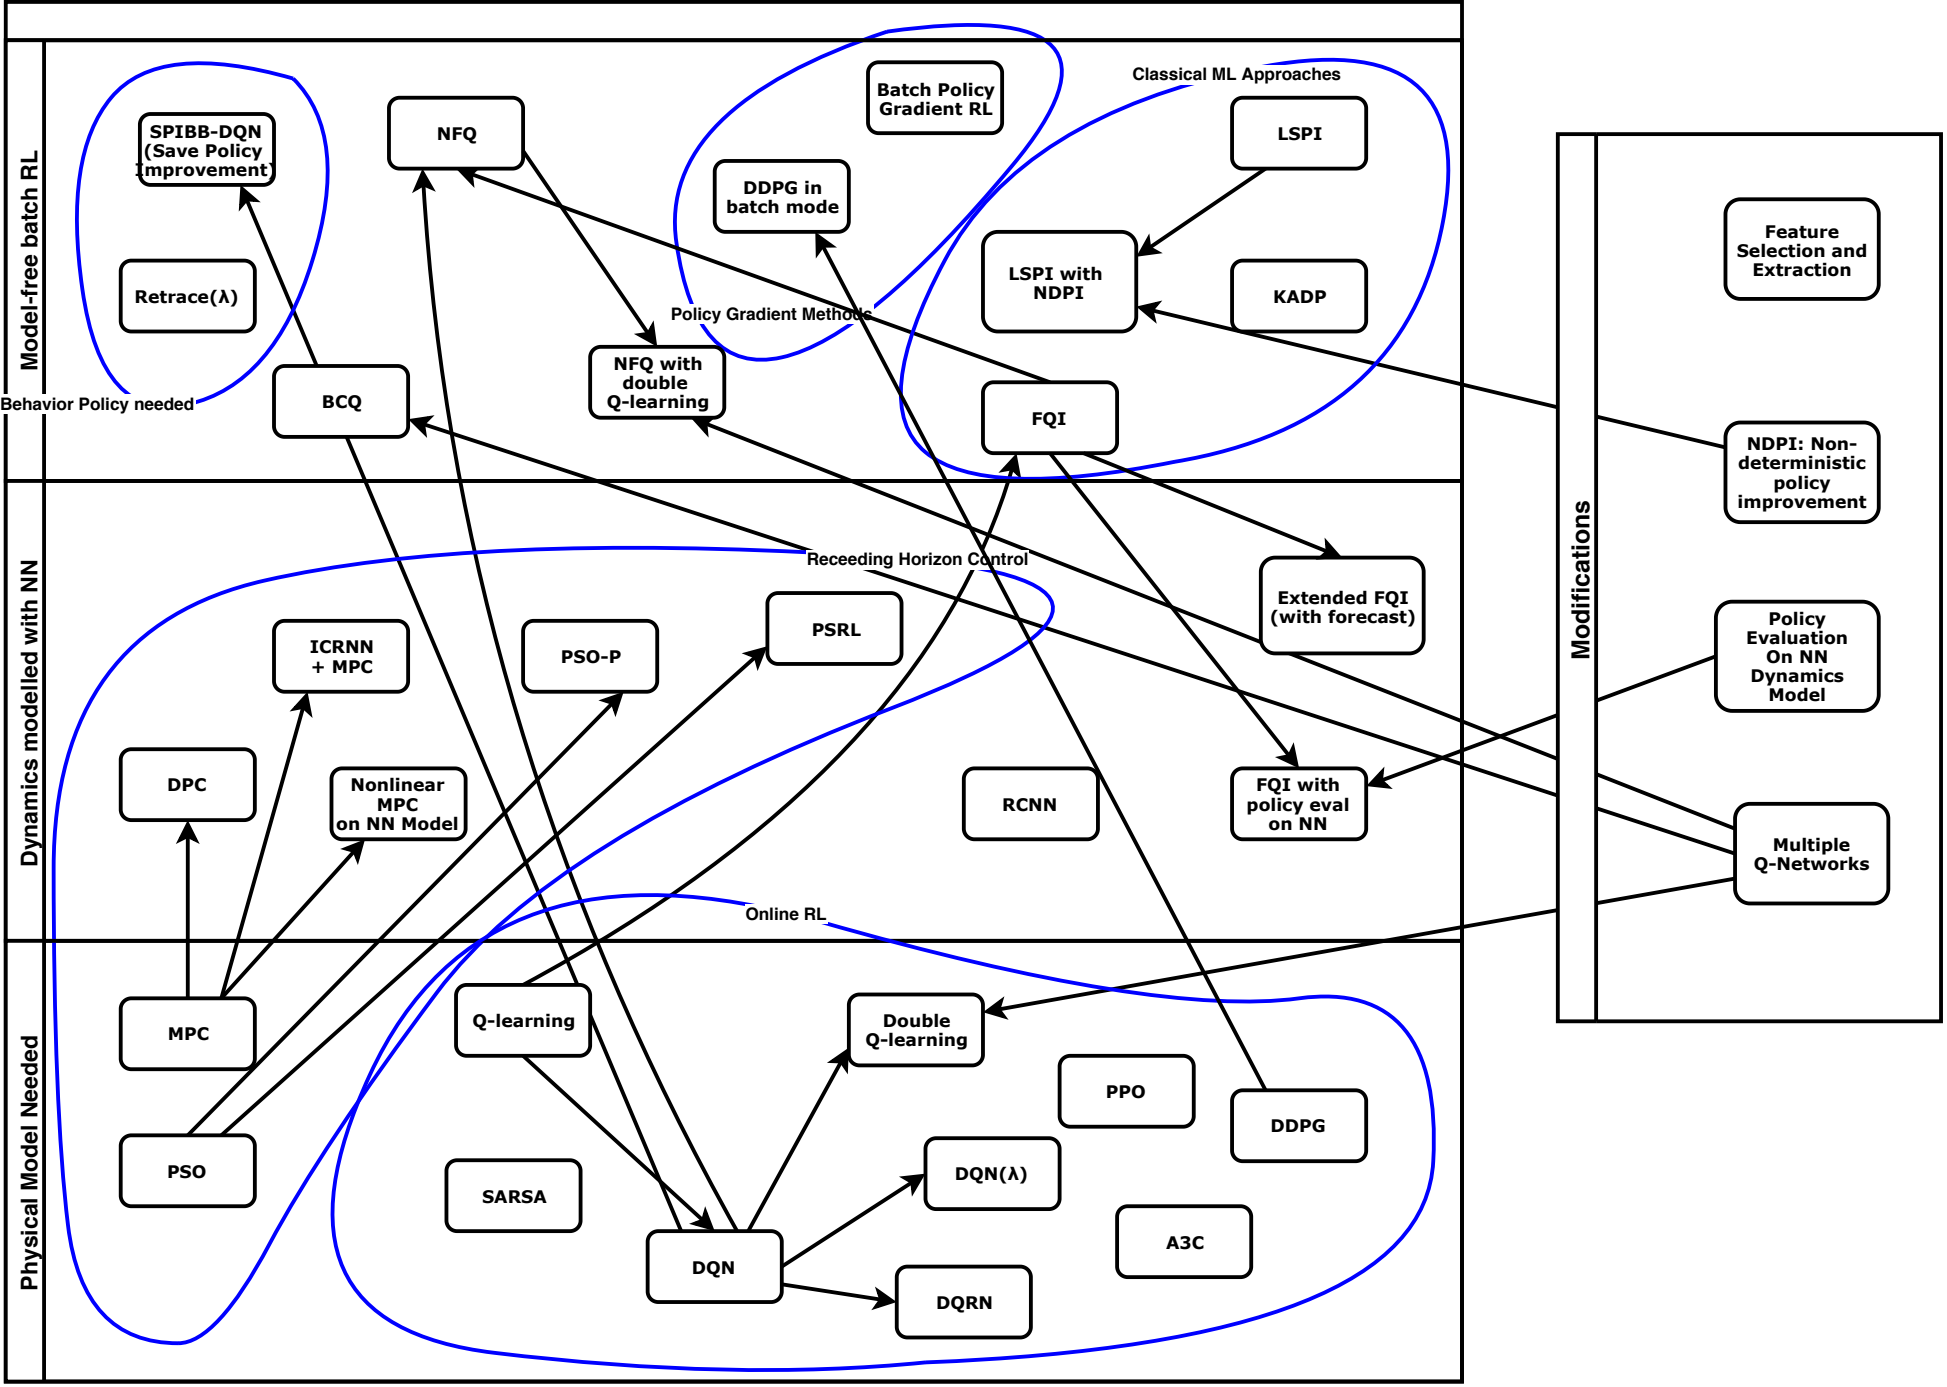 Model-free batch RL
SPIBB-DQN
(Save Policy
Improvement)
Retrace(λ)
Behavior Policy needed
BCQ
NFQ
NFQ with
double
Q-learning
Batch Policy
Gradient RL
DDPG in
batch mode
Policy Gradient Methods
Classical ML Approaches
LSPI
LSPI with
NDPI
KADP
FQI
Dynamics modelled with NN
Receeding Horizon Control
ICRNN
+ MPC
PSO-P
PSRL
Extended FQI
(with forecast)
DPC
Nonlinear
MPC
on NN Model
RCNN
FQI with
policy eval
on NN
Physical Model Needed
Online RL
MPC
PSO
Q-learning
Double
Q-learning
PPO
DDPG
SARSA
DQN(λ)
DQN
A3C
DQRN
Modifications
Feature
Selection and
Extraction
NDPI: Non-
deterministic
policy
improvement
Policy
Evaluation
On NN
Dynamics
Model
Multiple
Q-Networks